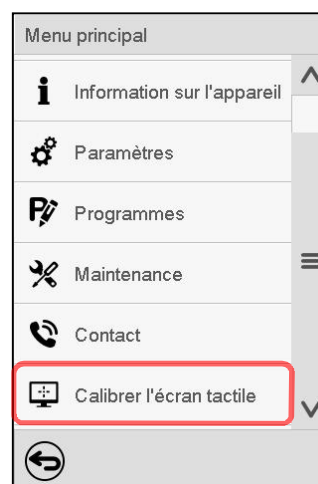 Menu principal
Information sur l'appareil
Paramètres
Programmes
Maintenance
Contact
Calibrer l'écran tactile